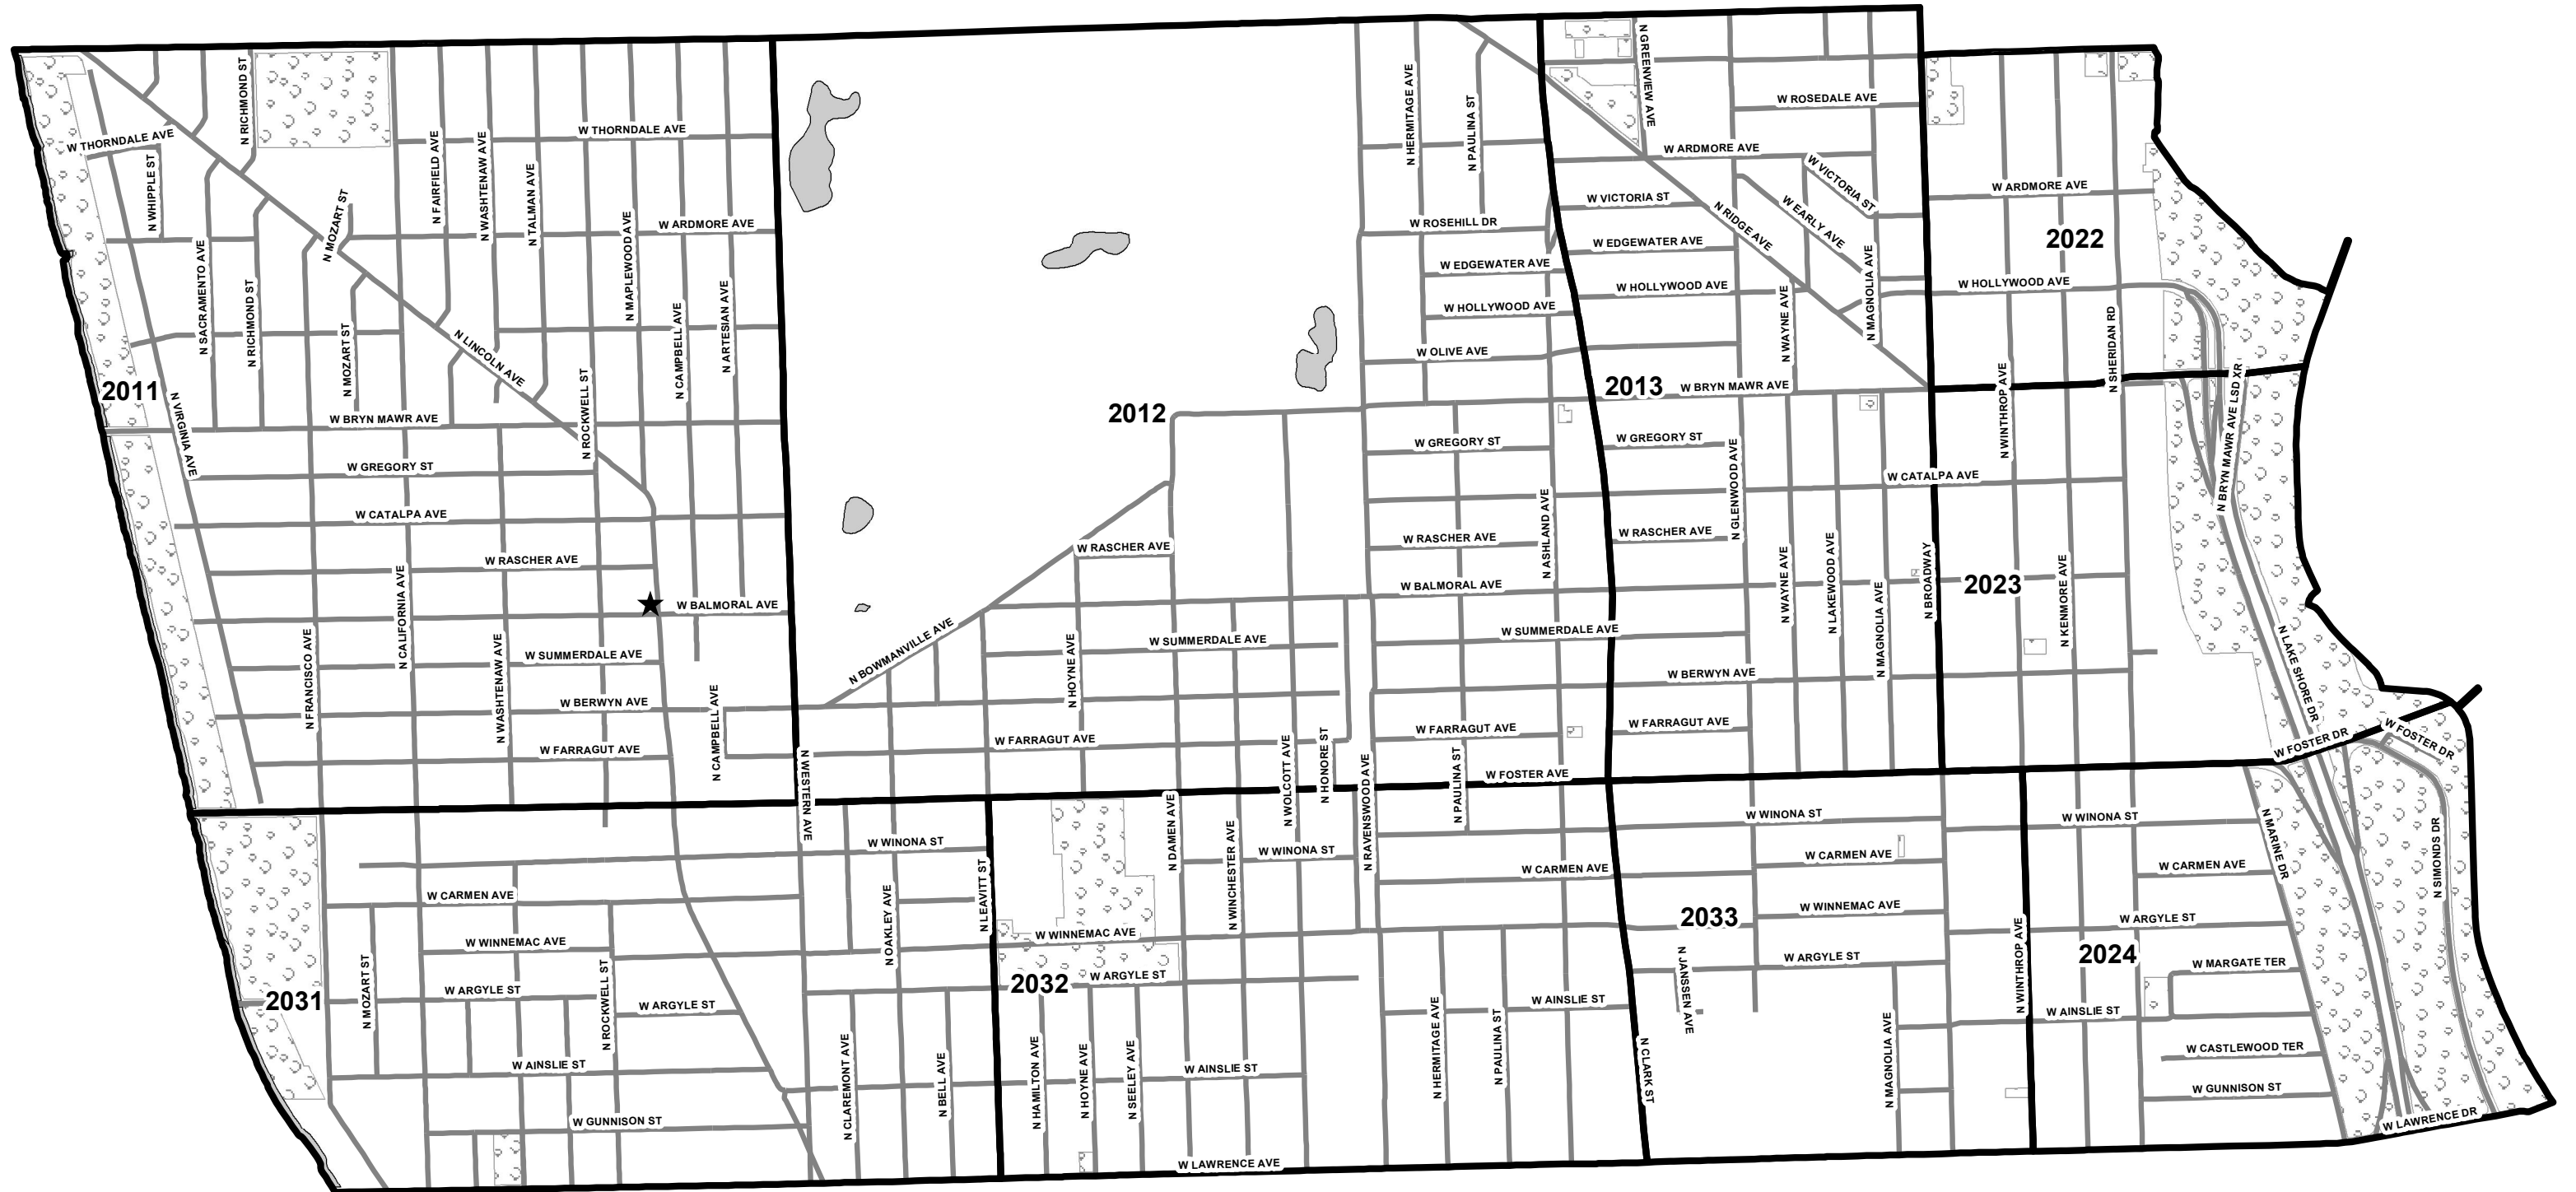 N GREENVIEW AVE
N RICHMOND ST
W ROSEDALE AVE
N HERMITAGE AVE
N PAULINA ST
W THORNDALE AVE
W THORNDALE AVE
N FAIRFIELD AVE
N WASHTENAW AVE
N TALMAN AVE
N WHIPPLE ST
W ARDMORE AVE
W VICTORIA ST
W ARDMORE AVE
N MOZART ST
W VICTORIA ST
W EARLY AVE
N RIDGE AVE
N MAPLEWOOD AVE
W ARDMORE AVE
W ROSEHILL DR
2022
W EDGEWATER AVE
N SACRAMENTO AVE
W EDGEWATER AVE
N MAGNOLIA AVE
W HOLLYWOOD AVE
W HOLLYWOOD AVE
N RICHMOND ST
N ARTESIAN AVE
W HOLLYWOOD AVE
N WAYNE AVE
N MOZART ST
N CAMPBELL AVE
N SHERIDAN RD
N LINCOLN AVE
W OLIVE AVE
2011
N VIRGINIA AVE
N ROCKWELL ST
2013
W BRYN MAWR AVE
N WINTHROP AVE
N BRYN MAWR AVE LSD XR
2012
W BRYN MAWR AVE
W GREGORY ST
W GREGORY ST
N GLENWOOD AVE
W GREGORY ST
W CATALPA AVE
W CATALPA AVE
N ASHLAND AVE
W RASCHER AVE
W RASCHER AVE
W RASCHER AVE
W RASCHER AVE
N CALIFORNIA AVE
N WAYNE AVE
N LAKEWOOD AVE
N BROADWAY
2023
N KENMORE AVE
W BALMORAL AVE
W BALMORAL AVE
N MAGNOLIA AVE
N BOWMANVILLE AVE
N FRANCISCO AVE
N WASHTENAW AVE
W SUMMERDALE AVE
N HOYNE AVE
W SUMMERDALE AVE
W SUMMERDALE AVE
N LAKE SHORE DR
W BERWYN AVE
W BERWYN AVE
N CAMPBELL AVE
W FARRAGUT AVE
W FARRAGUT AVE
W FARRAGUT AVE
W FARRAGUT AVE
W FOSTER DR
W FOSTER DR
N WESTERN AVE
N WOLCOTT AVE
N HONORE ST
N RAVENSWOOD AVE
N PAULINA ST
W FOSTER AVE
N DAMEN AVE
N WINCHESTER AVE
W WINONA ST
W WINONA ST
W WINONA ST
W WINONA ST
N MARINE DR
N SIMONDS DR
W CARMEN AVE
N OAKLEY AVE
N LEAVITT ST
W CARMEN AVE
W CARMEN AVE
W CARMEN AVE
W WINNEMAC AVE
W WINNEMAC AVE
2033
W WINNEMAC AVE
W ARGYLE ST
N WINTHROP AVE
2024
N MOZART ST
N ROCKWELL ST
2031
W ARGYLE ST
W ARGYLE ST
2032
W ARGYLE ST
N JANSSEN AVE
W ARGYLE ST
W MARGATE TER
N HERMITAGE AVE
N PAULINA ST
W AINSLIE ST
W AINSLIE ST
N CLARK ST
N MAGNOLIA AVE
W AINSLIE ST
N CLAREMONT AVE
N BELL AVE
N HAMILTON AVE
N HOYNE AVE
N SEELEY AVE
W AINSLIE ST
W CASTLEWOOD TER
W GUNNISON ST
W GUNNISON ST
W LAWRENCE DR
W LAWRENCE AVE